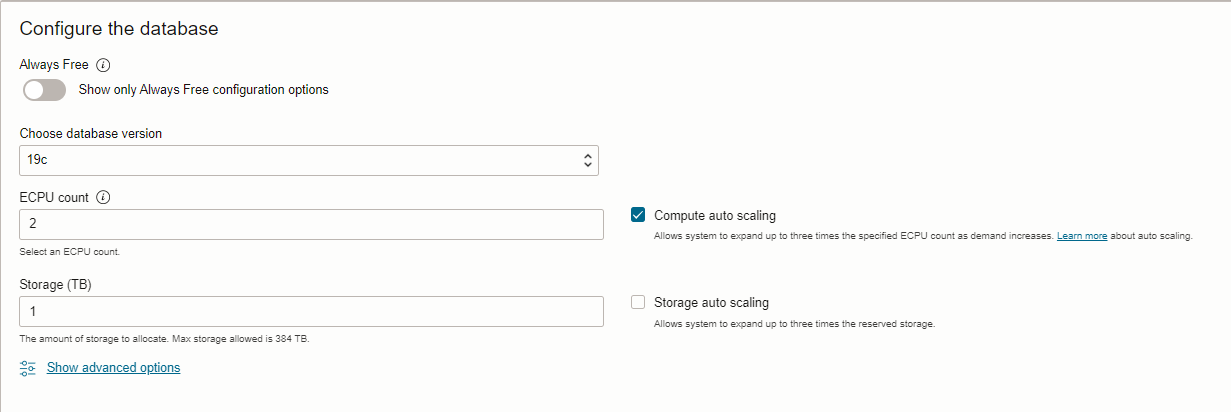 Configure the database
Always Free
Show only Always Free configuration options
Choose database version
19c
ECPU count
2
Select an ECPU count.
Compute auto scaling
Allows system to expand up to three times the specified ECPU count as demand increases. Learn more about auto scaling.
Storage (TB)
1
The amount of storage to allocate. Max storage allowed is 384 TB.
Storage auto scaling
Allows system to expand up to three times the reserved storage.
Show advanced options